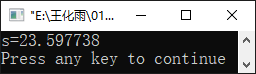 "E:\王化雨\01...
s=23.597738
Press any key to continue